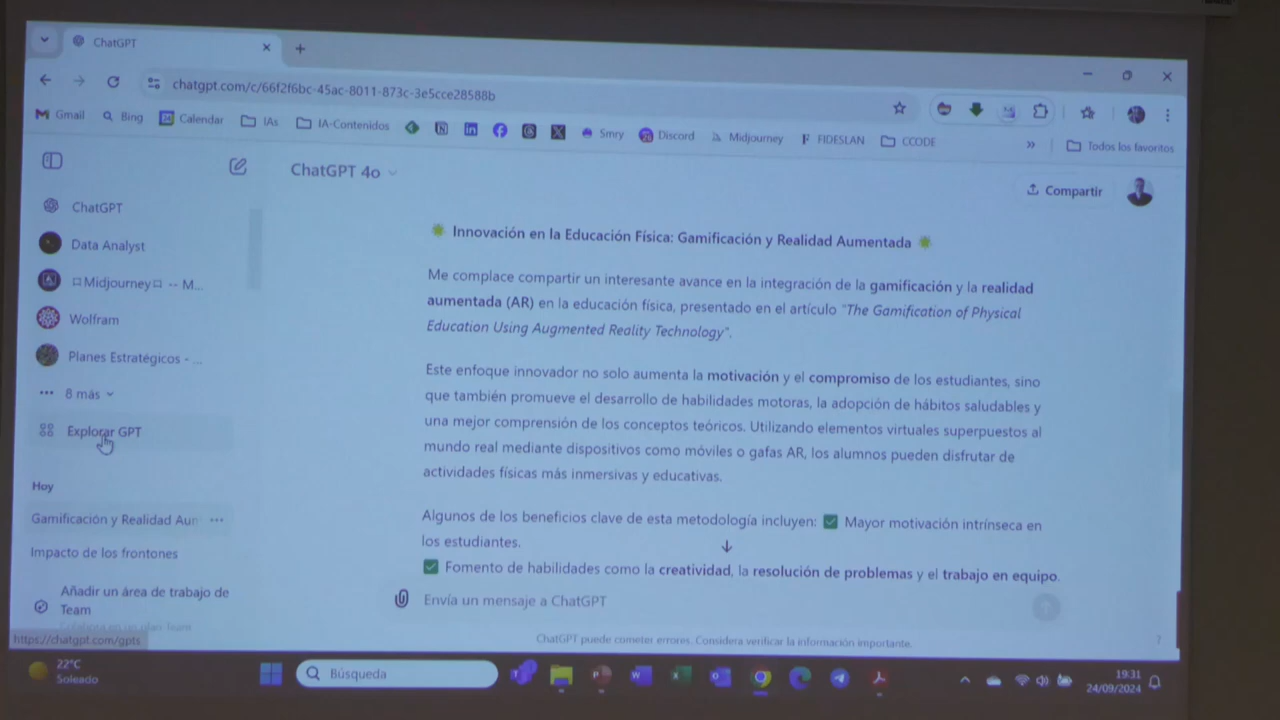 ChatGPT
chatgpt.com/c/66f2f6bc-45ac-8011-873c-3e5cce28588b
Gmail Bing Calendar IAs IA-Contenidos Smry Discord Midjourney FIDESLAN CCODE » Todos los favoritos
ChatGPT 4o
Compartir
ChatGPT
Data Analyst
Midjourney -- M...
Wolfram
Planes Estratégicos - ...
8 más
Explorar GPT
Hoy
Gamificación y Realidad Aur ...
Impacto de los frontones
Añadir un área de trabajo de
Team
Colabora en un plan Team
https://chatgpt.com/gpts
Innovación en la Educación Física: Gamificación y Realidad Aumentada
Me complace compartir un interesante avance en la integración de la gamificación y la realidad
aumentada (AR) en la educación física, presentado en el artículo "The Gamification of Physical
Education Using Augmented Reality Technology".
Este enfoque innovador no solo aumenta la motivación y el compromiso de los estudiantes, sino
que también promueve el desarrollo de habilidades motoras, la adopción de hábitos saludables y
una mejor comprensión de los conceptos teóricos. Utilizando elementos virtuales superpuestos al
mundo real mediante dispositivos como móviles o gafas AR, los alumnos pueden disfrutar de
actividades físicas más inmersivas y educativas.
Algunos de los beneficios clave de esta metodología incluyen: ✅ Mayor motivación intrínseca en
los estudiantes.
✅ Fomento de habilidades como la creatividad, la resolución de problemas y el trabajo en equipo.
Envía un mensaje a ChatGPT
ChatGPT puede cometer errores. Considera verificar la información importante.
?
22°C
Soleado
Búsqueda
19:31
24/09/2024